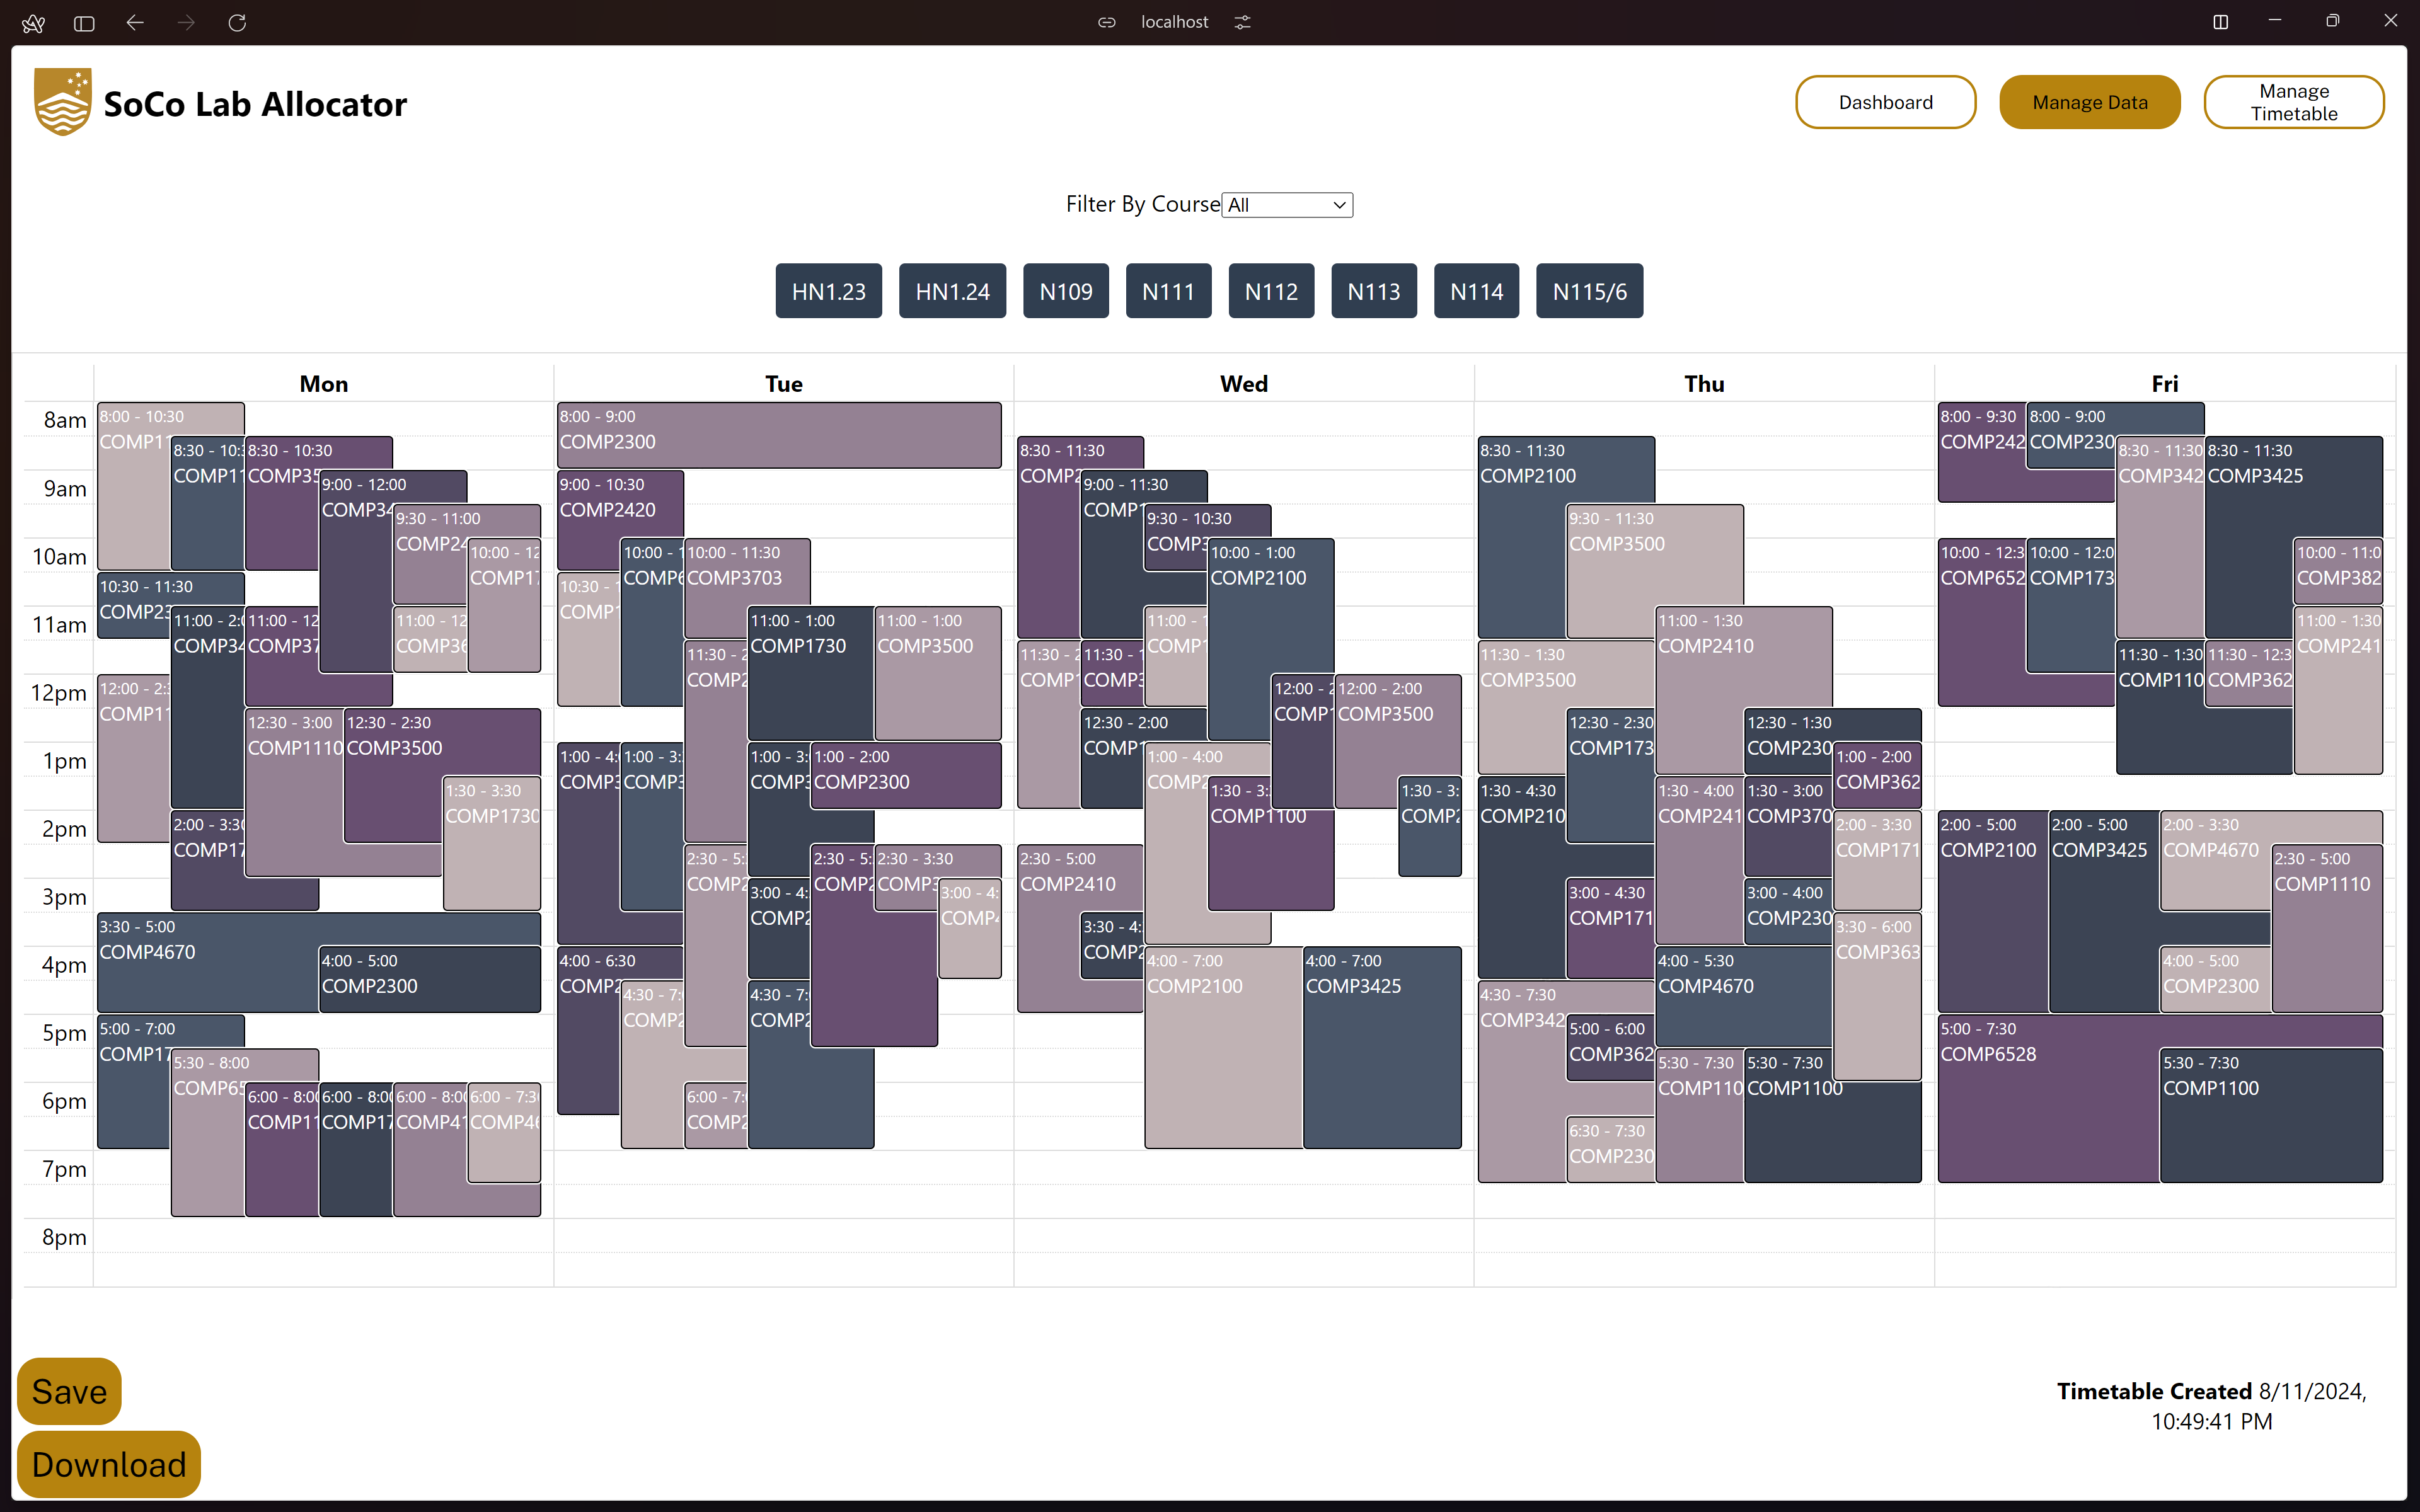 localhost
SoCo Lab Allocator
Dashboard
Manage Data
Manage
Timetable
Filter By Course All
HN1.23
HN1.24
N109
N111
N112
N113
N114
N115/6
Mon
Tue
Wed
Thu
Fri
8am
9am
10am
11am
12pm
1pm
2pm
3pm
4pm
5pm
6pm
7pm
8pm
8:00 - 10:30
COMP1
8:30 - 10:
COMP1
8:30 - 10:30
COMP35
9:00 - 12:00
COMP34
9:30 - 11:00
COMP24
10:00 - 12
COMP17
10:30 - 11:30
COMP23
11:00 - 2:0
COMP34
11:00 - 12
COMP37
11:00 - 12
COMP36
12:00 - 2:
COMP11
12:30 - 3:00
COMP1110
12:30 - 2:30
COMP3500
1:30 - 3:30
COMP1730
2:00 - 3:30
COMP17
3:30 - 5:00
COMP4670
4:00 - 5:00
COMP2300
5:00 - 7:00
COMP17
5:30 - 8:00
COMP65
6:00 - 8:00
COMP11
6:00 - 8:00
COMP17
6:00 - 8:00
COMP41
6:00 - 7:3
COMP46
8:00 - 9:00
COMP2300
9:00 - 10:30
COMP2420
10:00 - 1
COMP6
10:00 - 11:30
COMP3703
10:30 -
COMP1
11:00 - 1:00
COMP1730
11:00 - 1:00
COMP3500
11:30 - 2
COMP2
1:00 - 4:
COMP3
1:00 - 3:
COMP3
1:00 - 3:
COMP3
1:00 - 2:00
COMP2300
2:30 - 5:
COMP2
2:30 - 5:
COMP2
2:30 - 3:30
COMP3
3:00 - 4:
COMP2
3:00 - 4:
COMP4
4:00 - 6:30
COMP2
4:30 - 7:
COMP2
4:30 - 7:
COMP2
6:00 - 7:
COMP2
8:30 - 11:30
COMP2
9:00 - 11:30
COMP1
9:30 - 10:30
COMP3
10:00 - 1:00
COMP2100
11:00 - 1
COMP1
11:30 - 2
COMP1
11:30 - 1
COMP3
12:00 - 2
COMP1
12:00 - 2:00
COMP3500
12:30 - 2:00
COMP1
1:00 - 4:00
COMP2
1:30 - 3:
COMP1100
1:30 - 3:
COMP2
2:30 - 5:00
COMP2410
3:30 - 4:
COMP2
4:00 - 7:00
COMP2100
4:00 - 7:00
COMP3425
8:30 - 11:30
COMP2100
9:30 - 11:30
COMP3500
11:00 - 1:30
COMP2410
11:30 - 1:30
COMP3500
12:30 - 2:30
COMP173
12:30 - 1:30
COMP230
1:00 - 2:00
COMP362
1:30 - 4:30
COMP210
1:30 - 4:00
COMP241
1:30 - 3:00
COMP370
2:00 - 3:30
COMP171
3:00 - 4:30
COMP171
3:00 - 4:00
COMP230
3:30 - 6:00
COMP363
4:00 - 5:30
COMP4670
4:30 - 7:30
COMP342
5:00 - 6:00
COMP362
5:30 - 7:30
COMP110
5:30 - 7:30
COMP1100
6:30 - 7:30
COMP230
8:00 - 9:30
COMP242
8:00 - 9:00
COMP230
8:30 - 11:30
COMP342
8:30 - 11:30
COMP3425
10:00 - 12:3
COMP652
10:00 - 12:0
COMP173
10:00 - 11:0
COMP382
11:00 - 1:30
COMP241
11:30 - 1:30
COMP110
11:30 - 12:3
COMP362
2:00 - 5:00
COMP2100
2:00 - 5:00
COMP3425
2:00 - 3:30
COMP4670
2:30 - 5:00
COMP1110
4:00 - 5:00
COMP2300
5:00 - 7:30
COMP6528
5:30 - 7:30
COMP1100
Save
Download
Timetable Created 8/11/2024,
10:49:41 PM